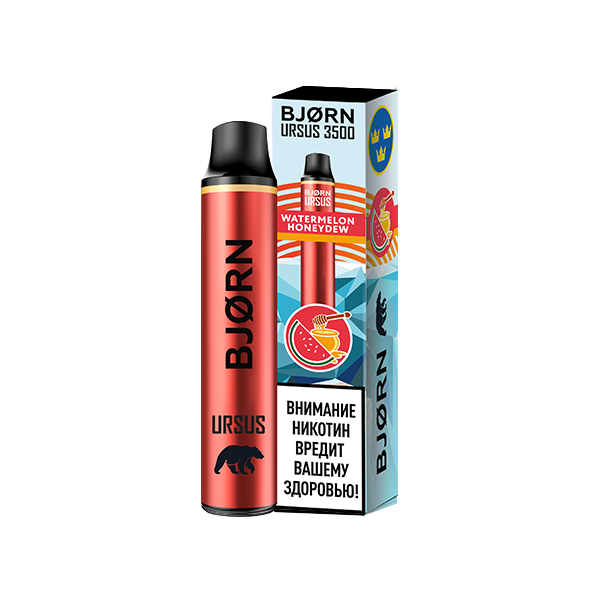 BJØRN
URSUS
BJØRN
URSUS 3500
BJØRN
URSUS
WATERMELON
HONEYDEW
ВНИМАНИЕ
НИКОТИН
ВРЕДИТ
ВАШЕМУ
ЗДОРОВЬЮ!
BJØRN